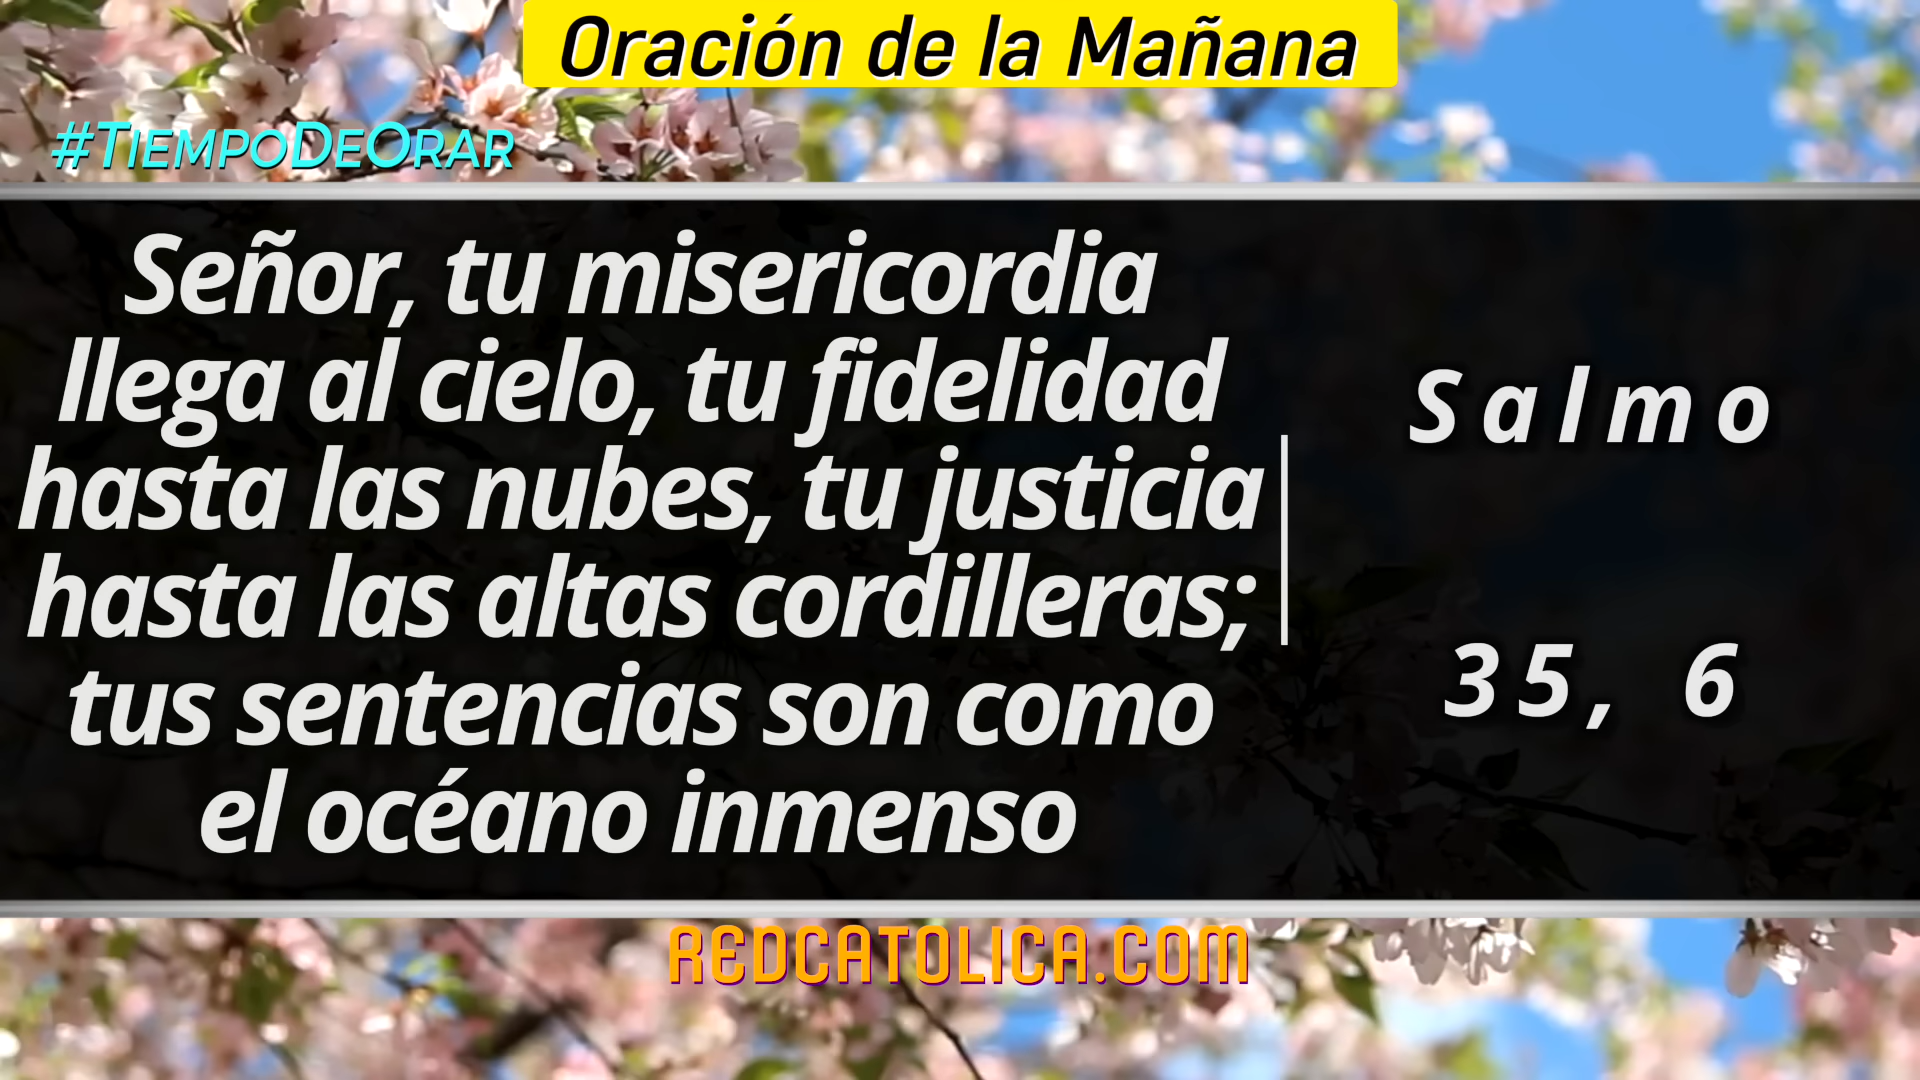 Oración de la Mañana
#TiempoDeOrar
Señor, tu misericordia
llega al cielo, tu fidelidad
hasta las nubes, tu justicia
hasta las altas cordilleras;
tus sentencias son como
el océano inmenso
Salmo
35, 6
REDCATOLICA.COM